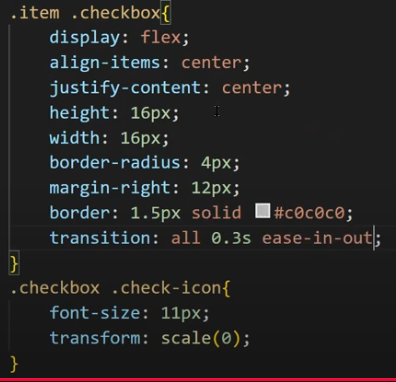 .item .checkbox{
display: flex;
align-items: center;
justify-content: center;
height: 16px;
width: 16px;
border-radius: 4px;
margin-right: 12px;
border: 1.5px solid #c0c0c0;
transition: all 0.3s ease-in-out;
}
.checkbox .check-icon{
font-size: 11px;
transform: scale(0);
}